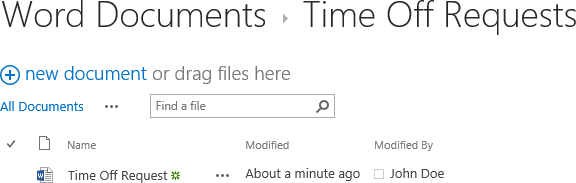 Word Documents ▸ Time Off Requests
new document or drag files here
All Documents ••• Find a file
Name Modified Modified By
Time Off Request ••• About a minute ago John Doe